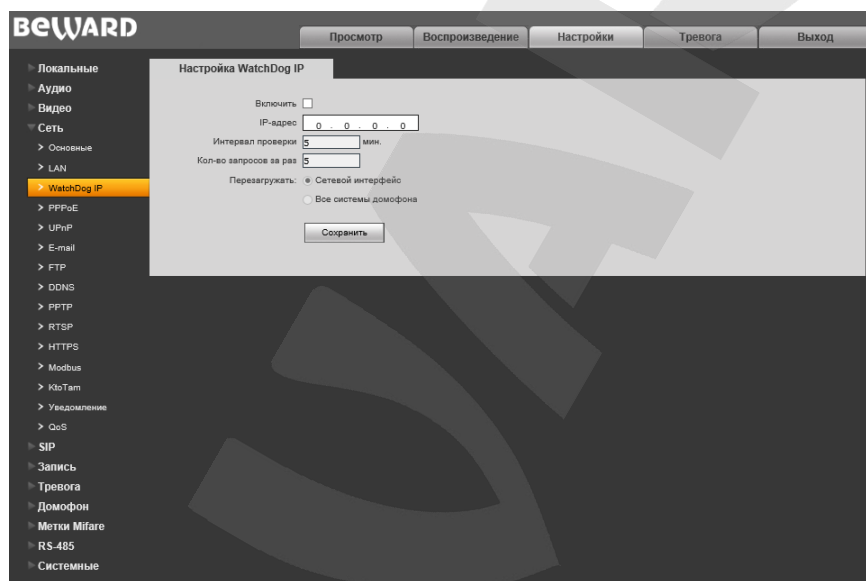 BEWARD
Просмотр
Воспроизведение
Настройки
Тревога
Выход
Локальные
Аудио
Видео
Сеть
Основные
LAN
WatchDog IP
PPPoE
UPnP
E-mail
FTP
DDNS
PPTP
RTSP
HTTPS
Modbus
KtoTam
Уведомление
QoS
SIP
Запись
Тревога
Домофон
Метки Mifare
RS-485
Системные
Настройка WatchDog IP
Включить
IP-адрес 0 . 0 . 0 . 0
Интервал проверки 5 мин.
Кол-во запросов за раз 5
Перезагружать: Сетевой интерфейс
Все системы домофона
Сохранить